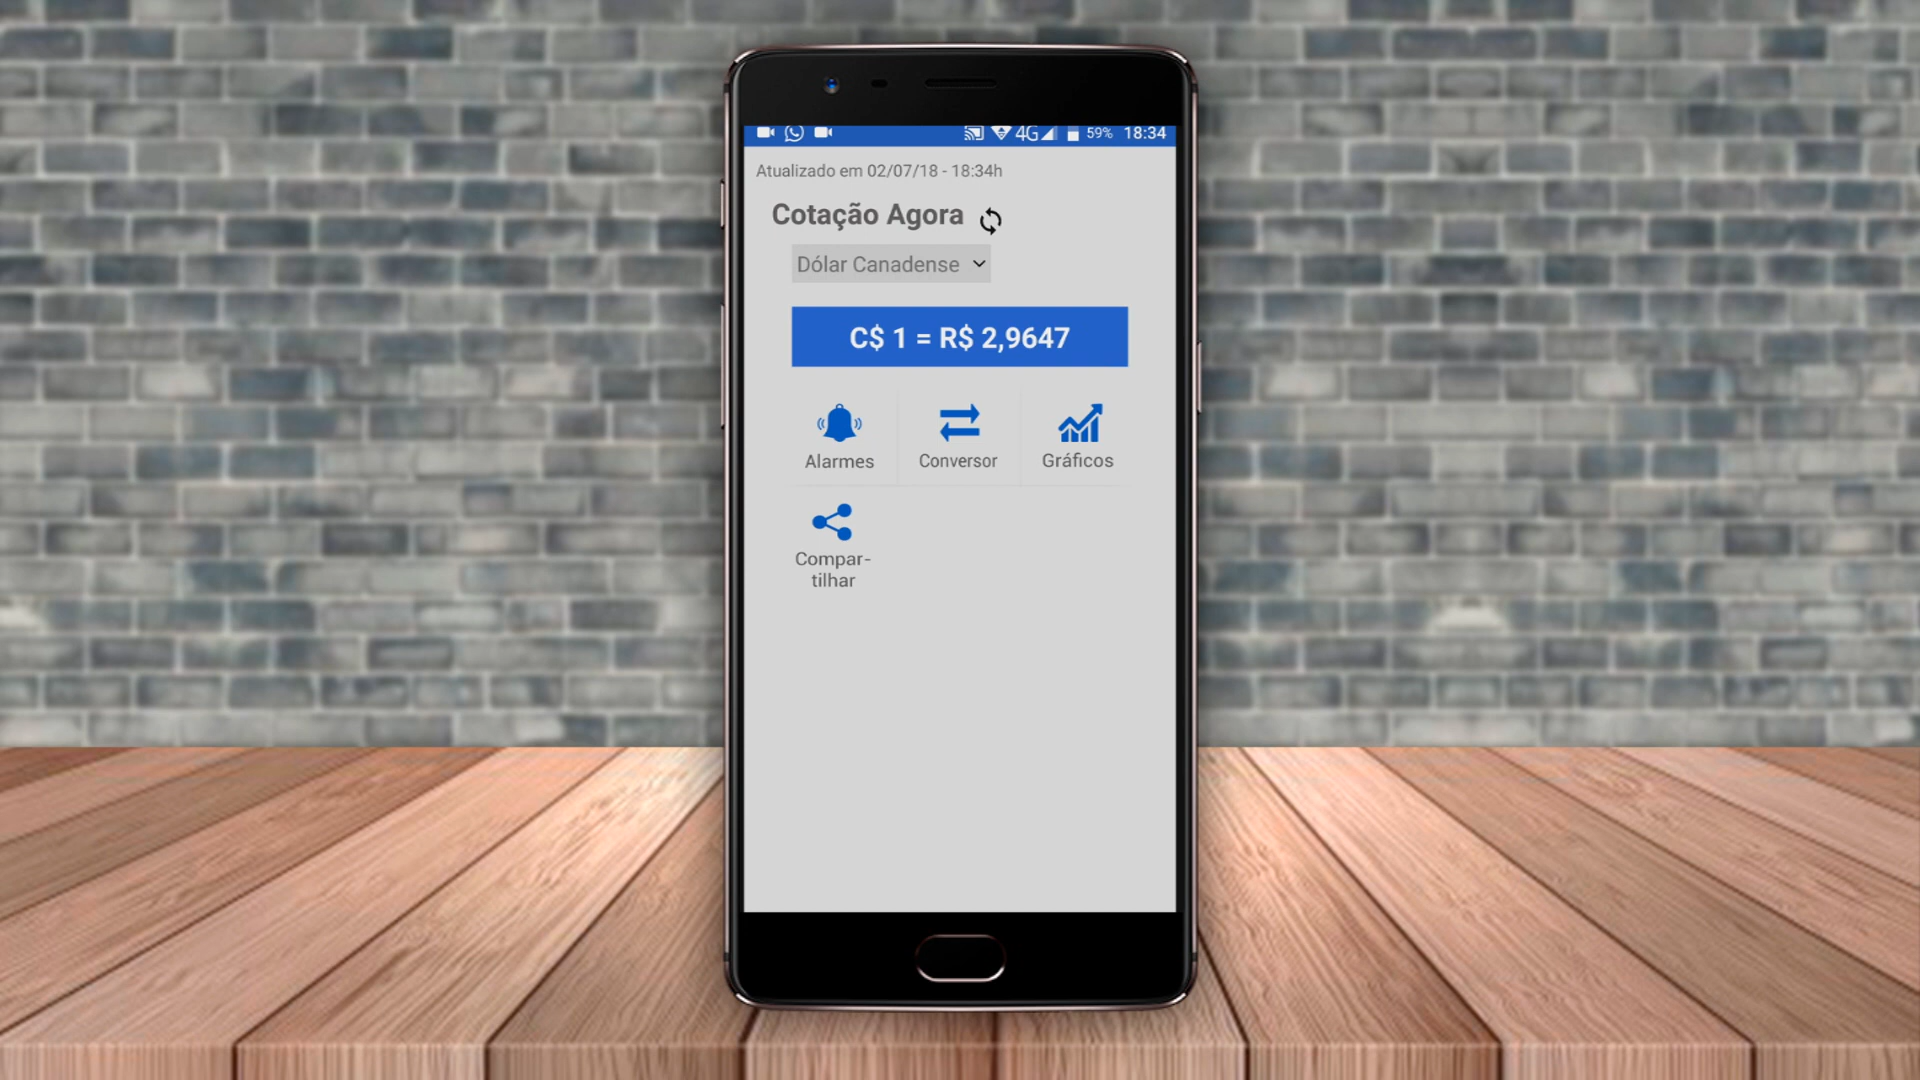 4G 59% 18:34
Atualizado em 02/07/18 - 18:34h
Cotação Agora
Dólar Canadense
C$ 1 = R$ 2,9647
Alarmes Conversor Gráficos
Compar-
tilhar